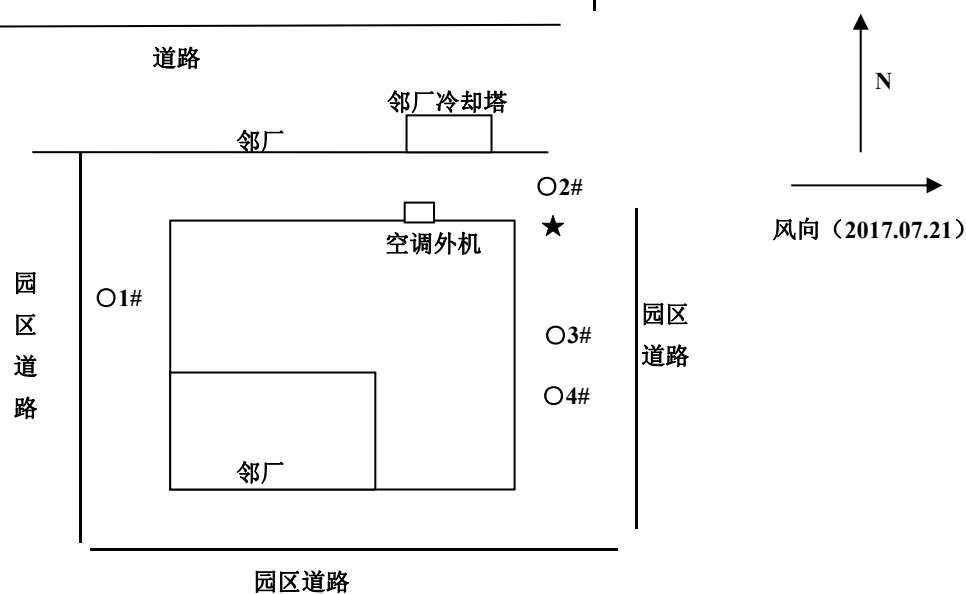 道路
邻厂冷却塔
N
邻厂
○2#
★
风向（2017.07.21）
空调外机
园
区
道
路
○1#
园区
道路
○3#
○4#
邻厂
园区道路